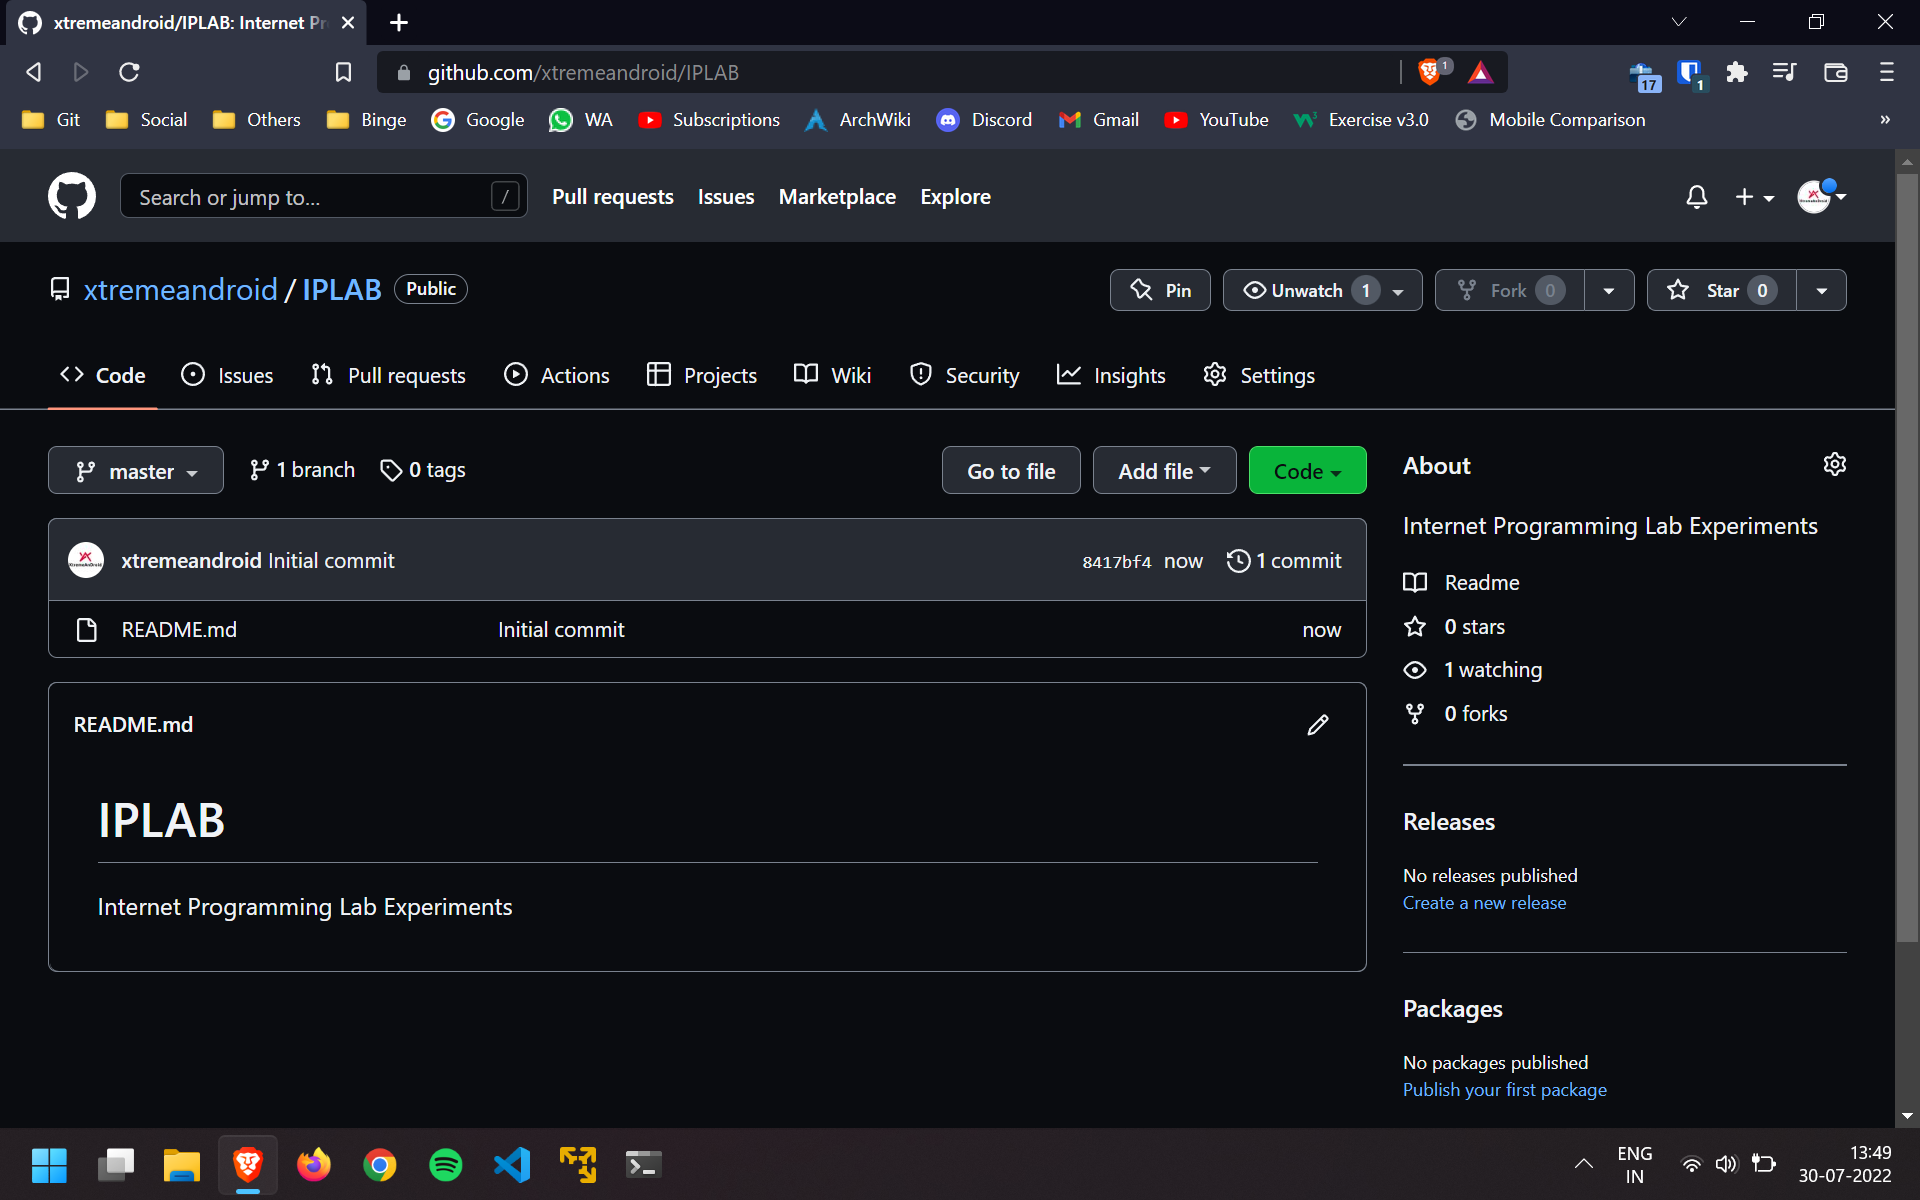 xtremeandroid/IPLAB: Internet Pr
github.com/xtremeandroid/IPLAB
1
17
1
Git Social Others Binge Google WA Subscriptions ArchWiki Discord Gmail YouTube Exercise v3.0 Mobile Comparison »
Search or jump to... / Pull requests Issues Marketplace Explore
xtremeandroid / IPLAB Public Pin Unwatch 1 Fork 0 Star 0
Code Issues Pull requests Actions Projects Wiki Security Insights Settings
master 1 branch 0 tags Go to file Add file Code
xtremeandroid Initial commit 8417bf4 now 1 commit
README.md Initial commit now
README.md
IPLAB
Internet Programming Lab Experiments
About
Internet Programming Lab Experiments
Readme
0 stars
1 watching
0 forks
Releases
No releases published
Create a new release
Packages
No packages published
Publish your first package
ENG
IN
13:49
30-07-2022